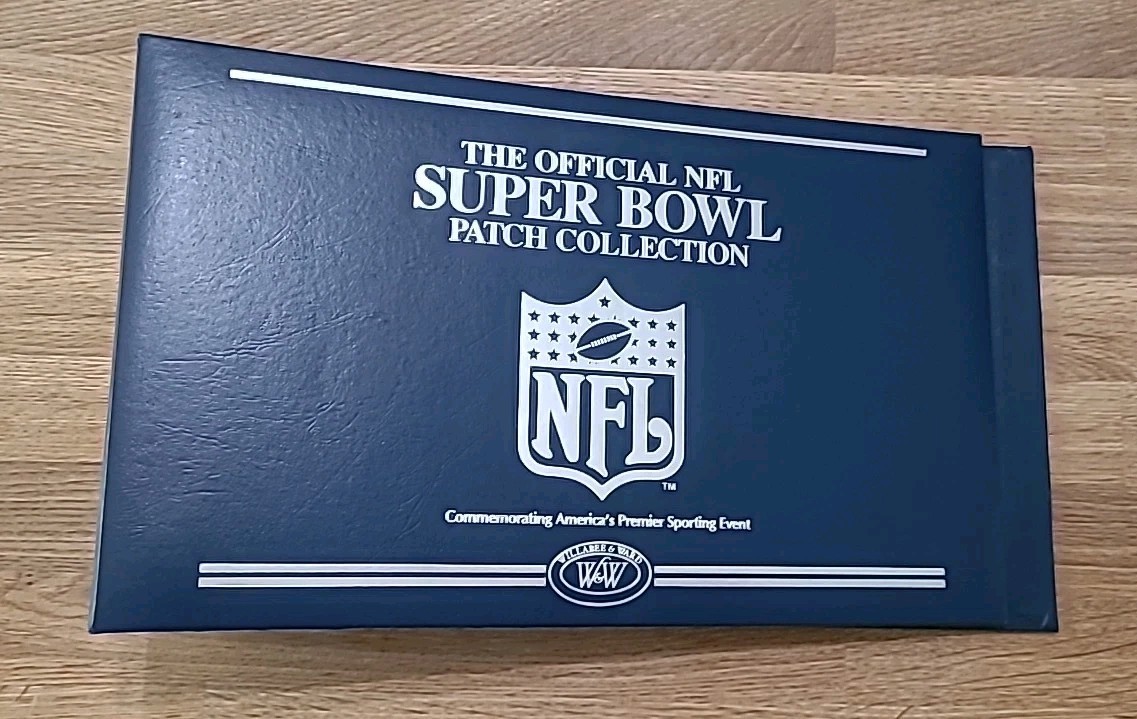 THE OFFICIAL NFL
SUPER BOWL
PATCH COLLECTION
NFL
TM
Commemorating America's Premier Sporting Event
WILLABEE & WARD
W&W